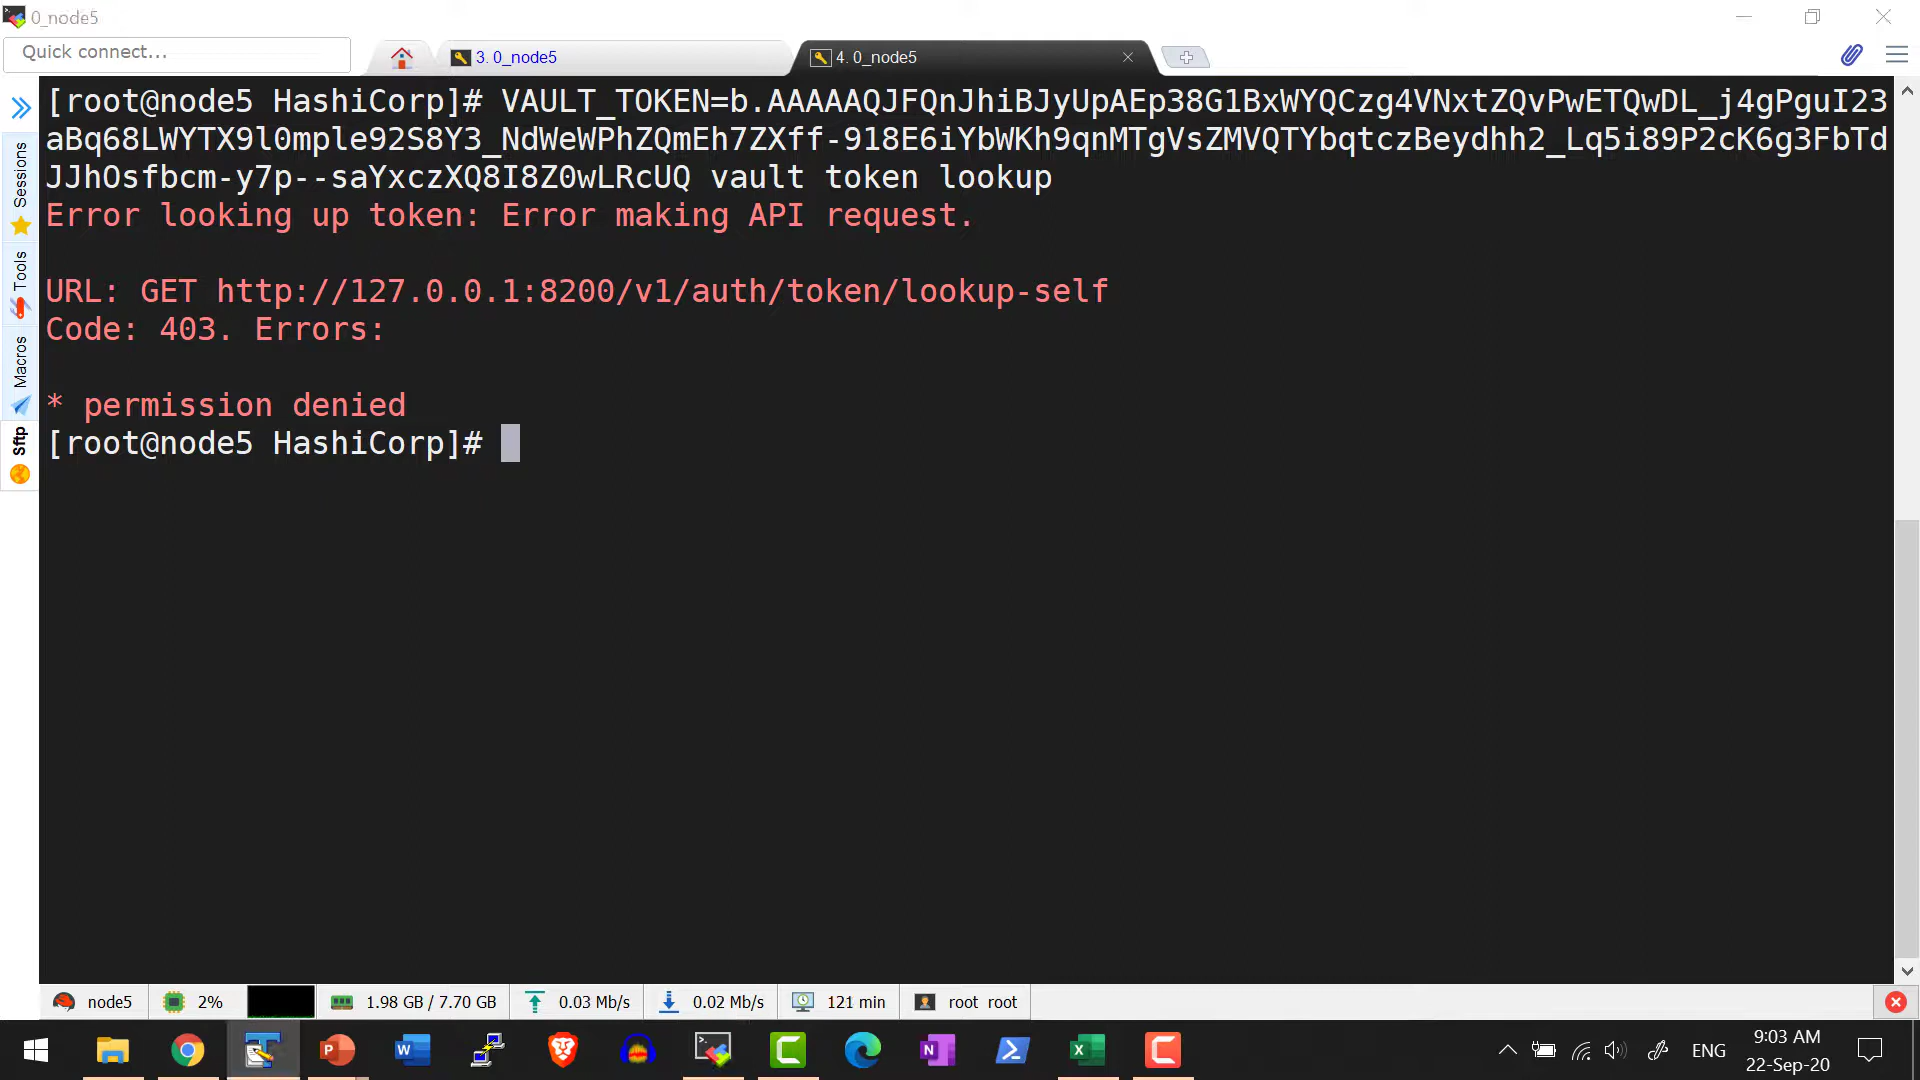 0_node5
Quick connect...
3. 0_node5
4. 0_node5
[root@node5 HashiCorp]# VAULT_TOKEN=b.AAAAAQJFQnJhiBJyUpAEp38G1BxWYQCzg4VNxtZQvPwETQwDL_j4gPguI23
aBq68LWYTX9l0mple92S8Y3_NdWeWPhZQmEh7ZXff-918E6iYbWKh9qnMTgVsZMVQTYbqtczBeydhh2_Lq5i89P2cK6g3FbTd
JJhOsfbcm-y7p--saYxczXQ8I8Z0wLRcUQ vault token lookup
Error looking up token: Error making API request.
URL: GET http://127.0.0.1:8200/v1/auth/token/lookup-self
Code: 403. Errors:
* permission denied
[root@node5 HashiCorp]#
Sessions
Tools
Macros
Sftp
node5
2%
1.98 GB / 7.70 GB
0.03 Mb/s
0.02 Mb/s
121 min
root root
ENG
9:03 AM
22-Sep-20